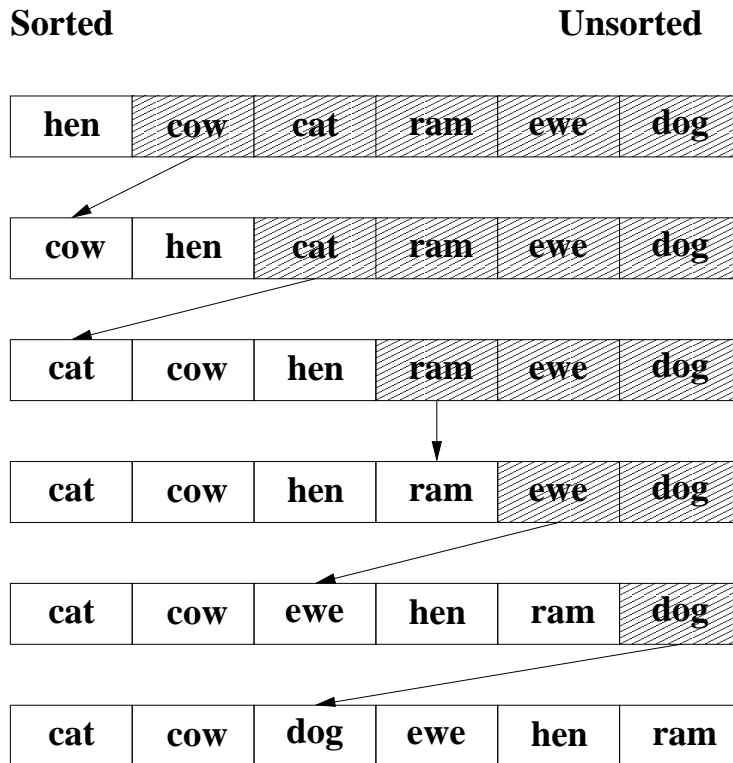 Sorted Unsorted
hen cow cat ram ewe dog
cow hen cat ram ewe dog
cat cow hen ram ewe dog
cat cow hen ram ewe dog
cat cow ewe hen ram dog
cat cow dog ewe hen ram